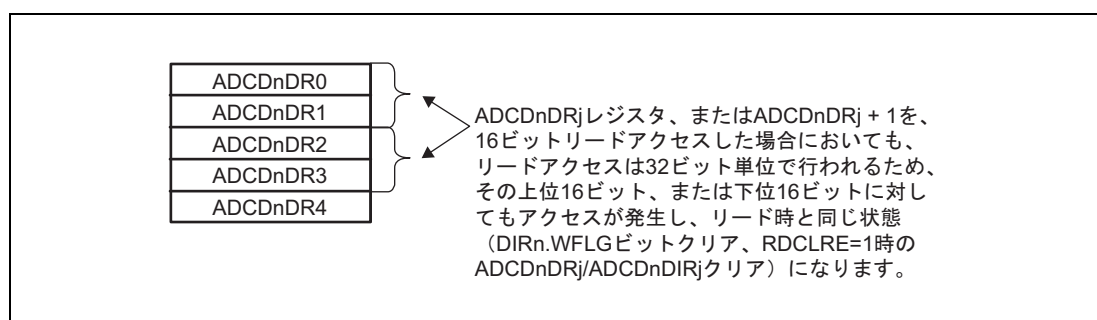 ADCDnDR0
ADCDnDR1
ADCDnDR2
ADCDnDR3
ADCDnDR4
ADCDnDRjレジスタ、またはADCDnDRj + 1を、
16ビットリードアクセスした場合においても、
リードアクセスは32ビット単位で行われるため、
その上位16ビット、または下位16ビットに対し
てもアクセスが発生し、リード時と同じ状態
（DIRn.WFLGビットクリア、RDCLRE=1時の
ADCDnDRj/ADCDnDIRjクリア）になります。